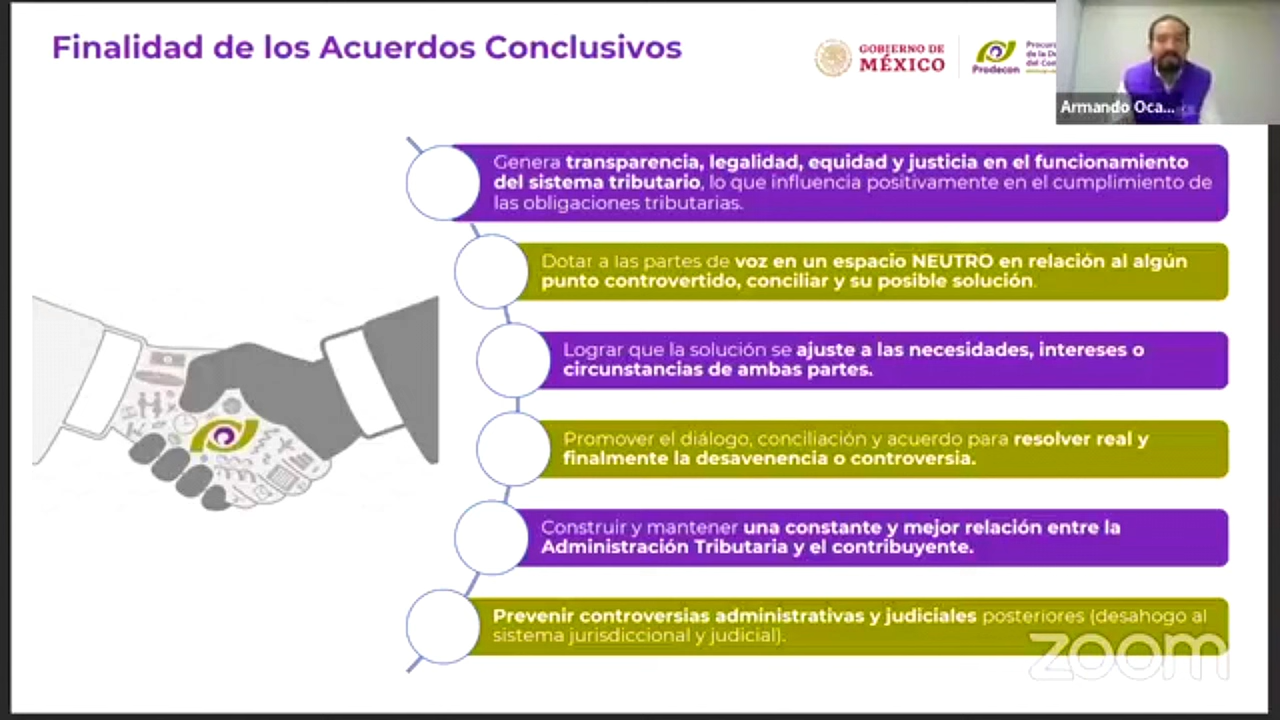 Finalidad de los Acuerdos Conclusivos
GOBIERNO DE
MÉXICO
Prodecon
de la
Armando Oca...
Genera transparencia, legalidad, equidad y justicia en el funcionamiento
del sistema tributario, lo que influencia positivamente en el cumplimiento de
las obligaciones tributarias.
Dotar a las partes de voz en un espacio NEUTRO en relación al algún
punto controvertido, conciliar y su posible solución.
Lograr que la solución se ajuste a las necesidades, intereses o
circunstancias de ambas partes.
Promover el diálogo, conciliación y acuerdo para resolver real y
finalmente la desavenencia o controversia.
Construir y mantener una constante y mejor relación entre la
Administración Tributaria y el contribuyente.
Prevenir controversias administrativas y judiciales posteriores (desahogo al
sistema jurisdiccional y judicial).
zoom